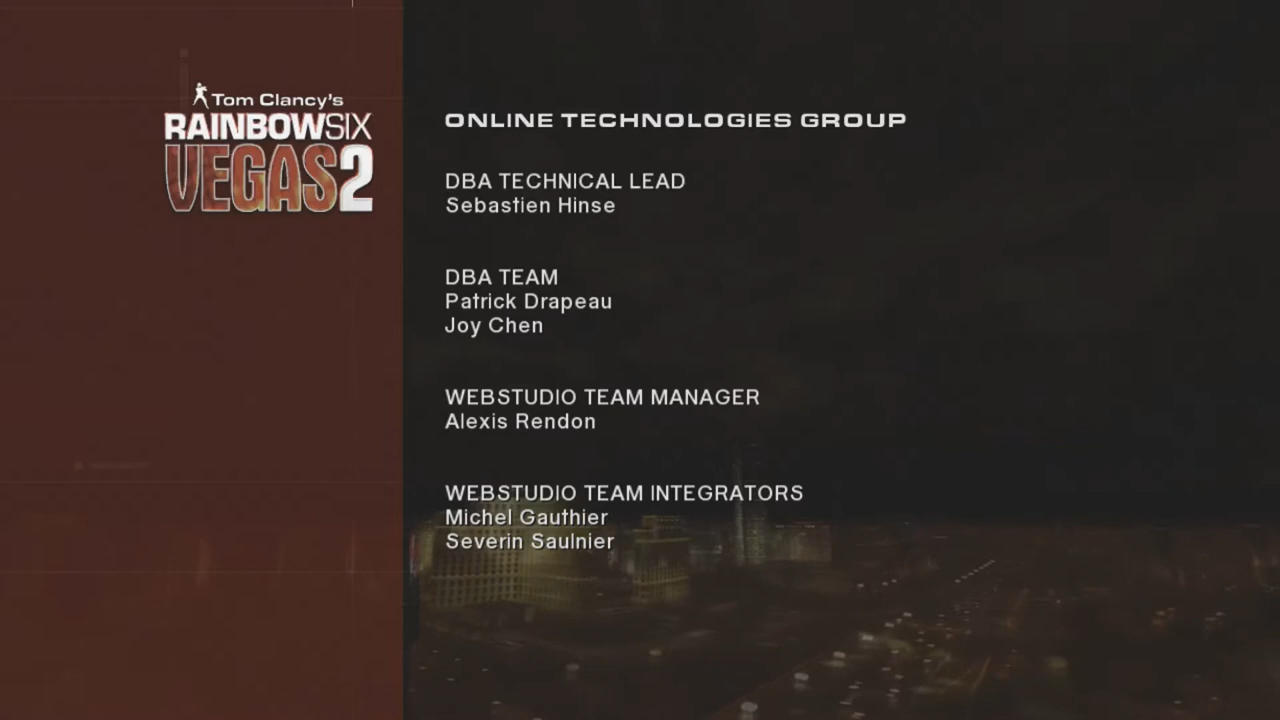 Tom Clancy's
RAINBOWSIX
VEGAS2
ONLINE TECHNOLOGIES GROUP
DBA TECHNICAL LEAD
Sebastien Hinse
DBA TEAM
Patrick Drapeau
Joy Chen
WEBSTUDIO TEAM MANAGER
Alexis Rendon
WEBSTUDIO TEAM INTEGRATORS
Michel Gauthier
Severin Saulnier